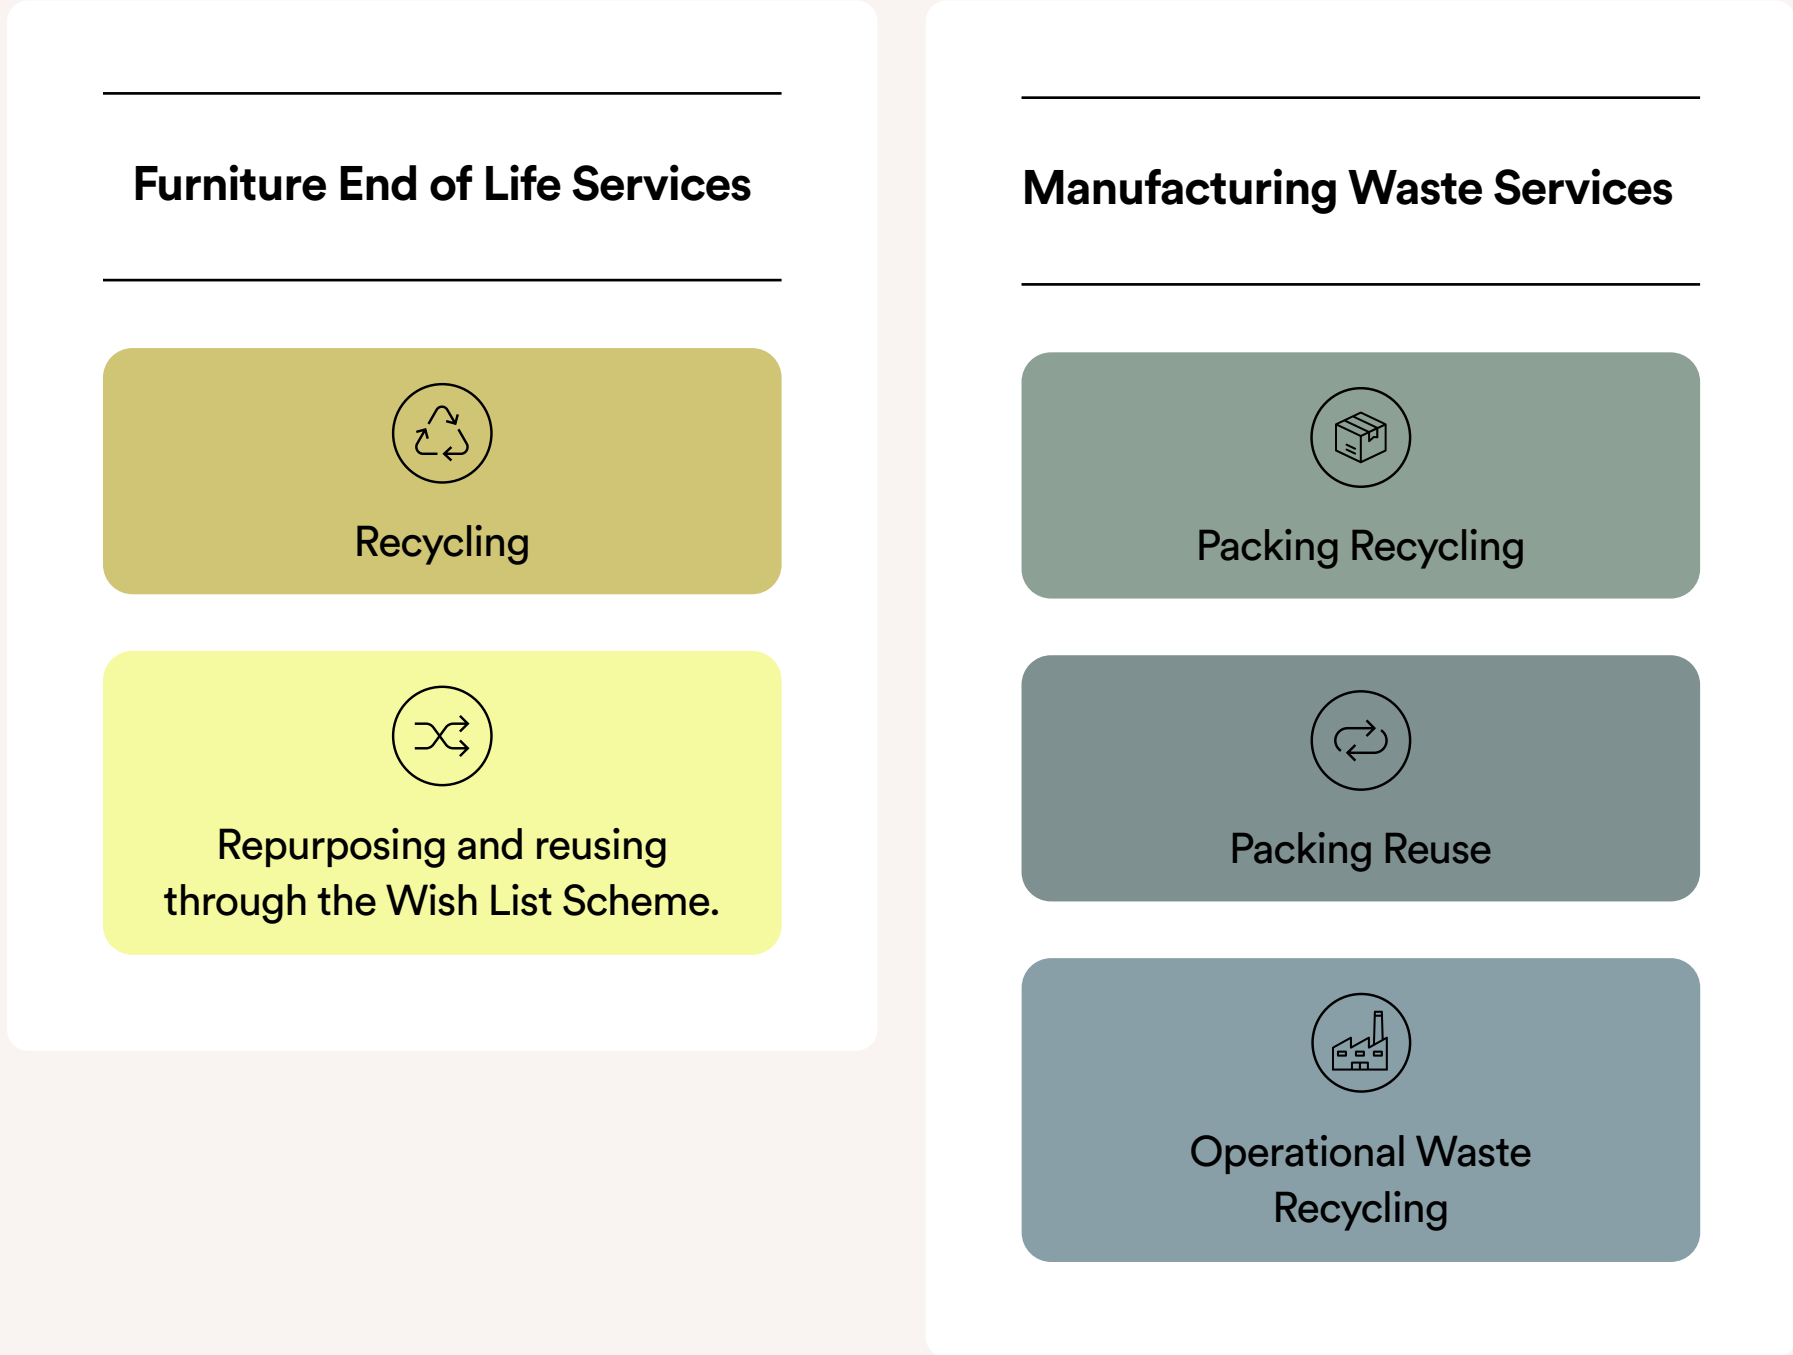 Furniture End of Life Services
Recycling
Repurposing and reusing
through the Wish List Scheme.
Manufacturing Waste Services
Packing Recycling
Packing Reuse
Operational Waste
Recycling